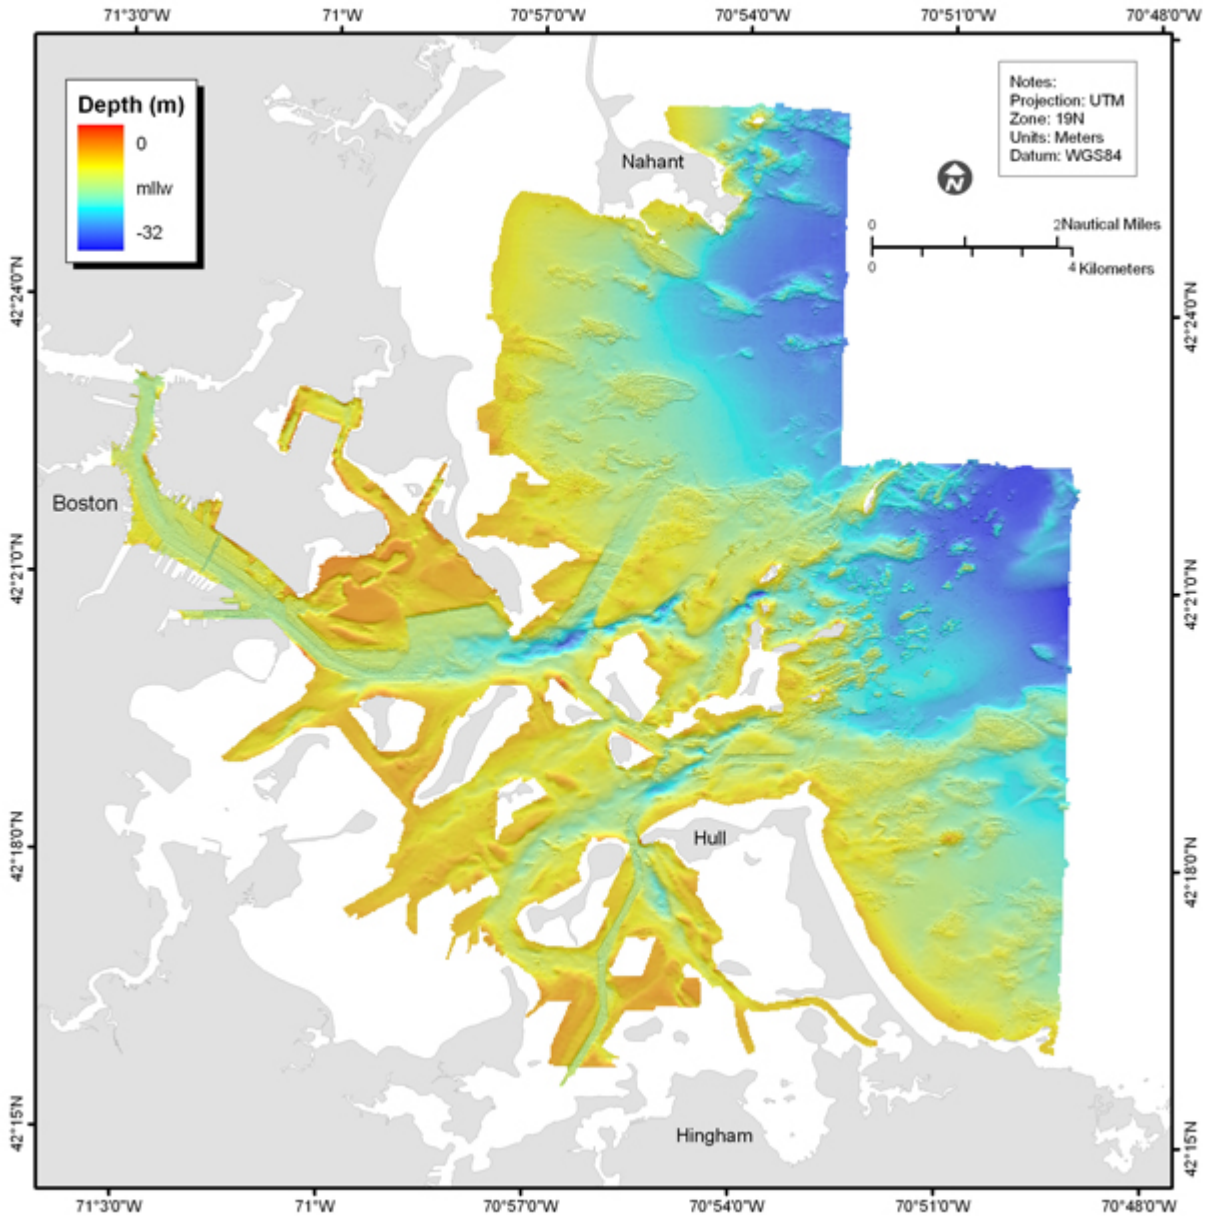 71°3'0"W 71°W 70°57'0"W 70°54'0"W 70°51'0"W 70°48'0"W
Depth (m)
0
mllw
-32
Notes:
Projection: UTM
Zone: 19N
Units: Meters
Datum: WGS84
N
0 2 Nautical Miles
0 4 Kilometers
Nahant
42°24'0"N
42°24'0"N
Boston
42°21'0"N
42°21'0"N
Hull
42°18'0"N
42°18'0"N
Hingham
42°15'N
42°15'N
71°3'0"W 71°W 70°57'0"W 70°54'0"W 70°51'0"W 70°48'0"W